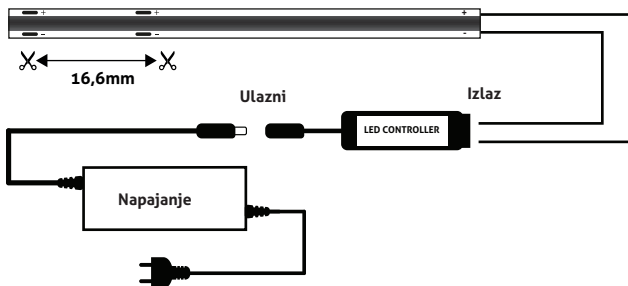 + + +
- - -
16,6mm
Ulazni
Izlaz
LED CONTROLLER
Napajanje